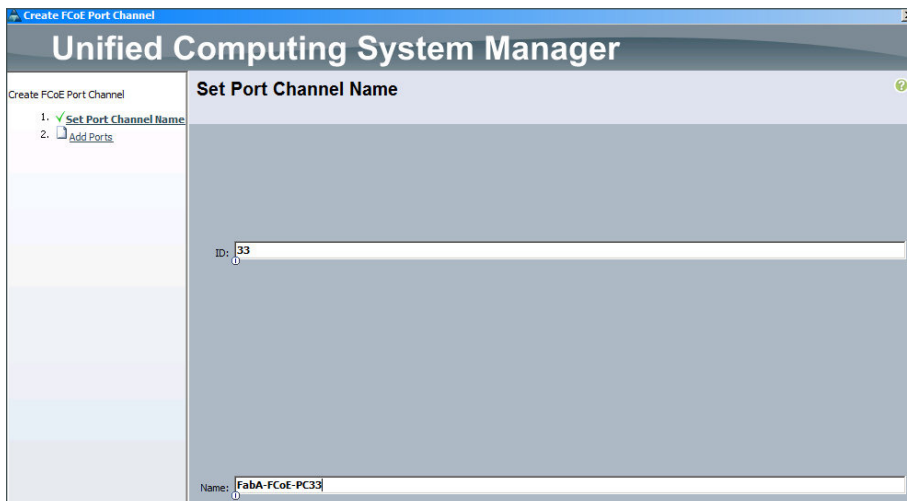 Create FCoE Port Channel
Unified Computing System Manager
Create FCoE Port Channel
1. Set Port Channel Name
2. Add Ports
Set Port Channel Name
ID: 33
Name: FabA-FCoE-PC33